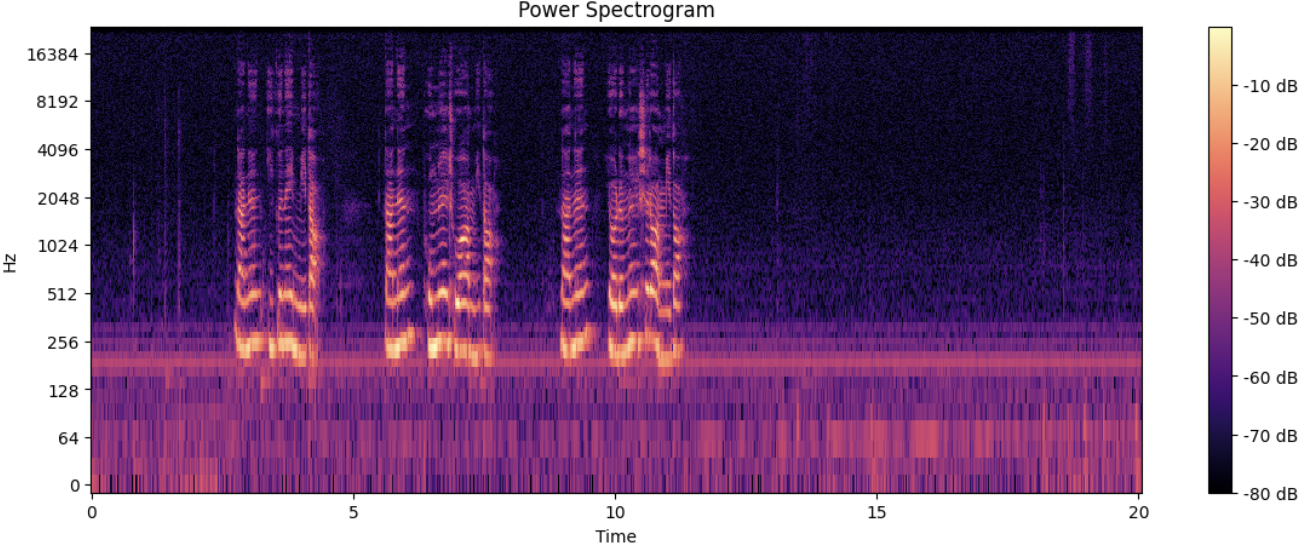 Power Spectrogram
16384
8192
4096
2048
1024
512
256
128
64
0
Hz
0
5
10
15
20
Time
-10 dB
-20 dB
-30 dB
-40 dB
-50 dB
-60 dB
-70 dB
-80 dB